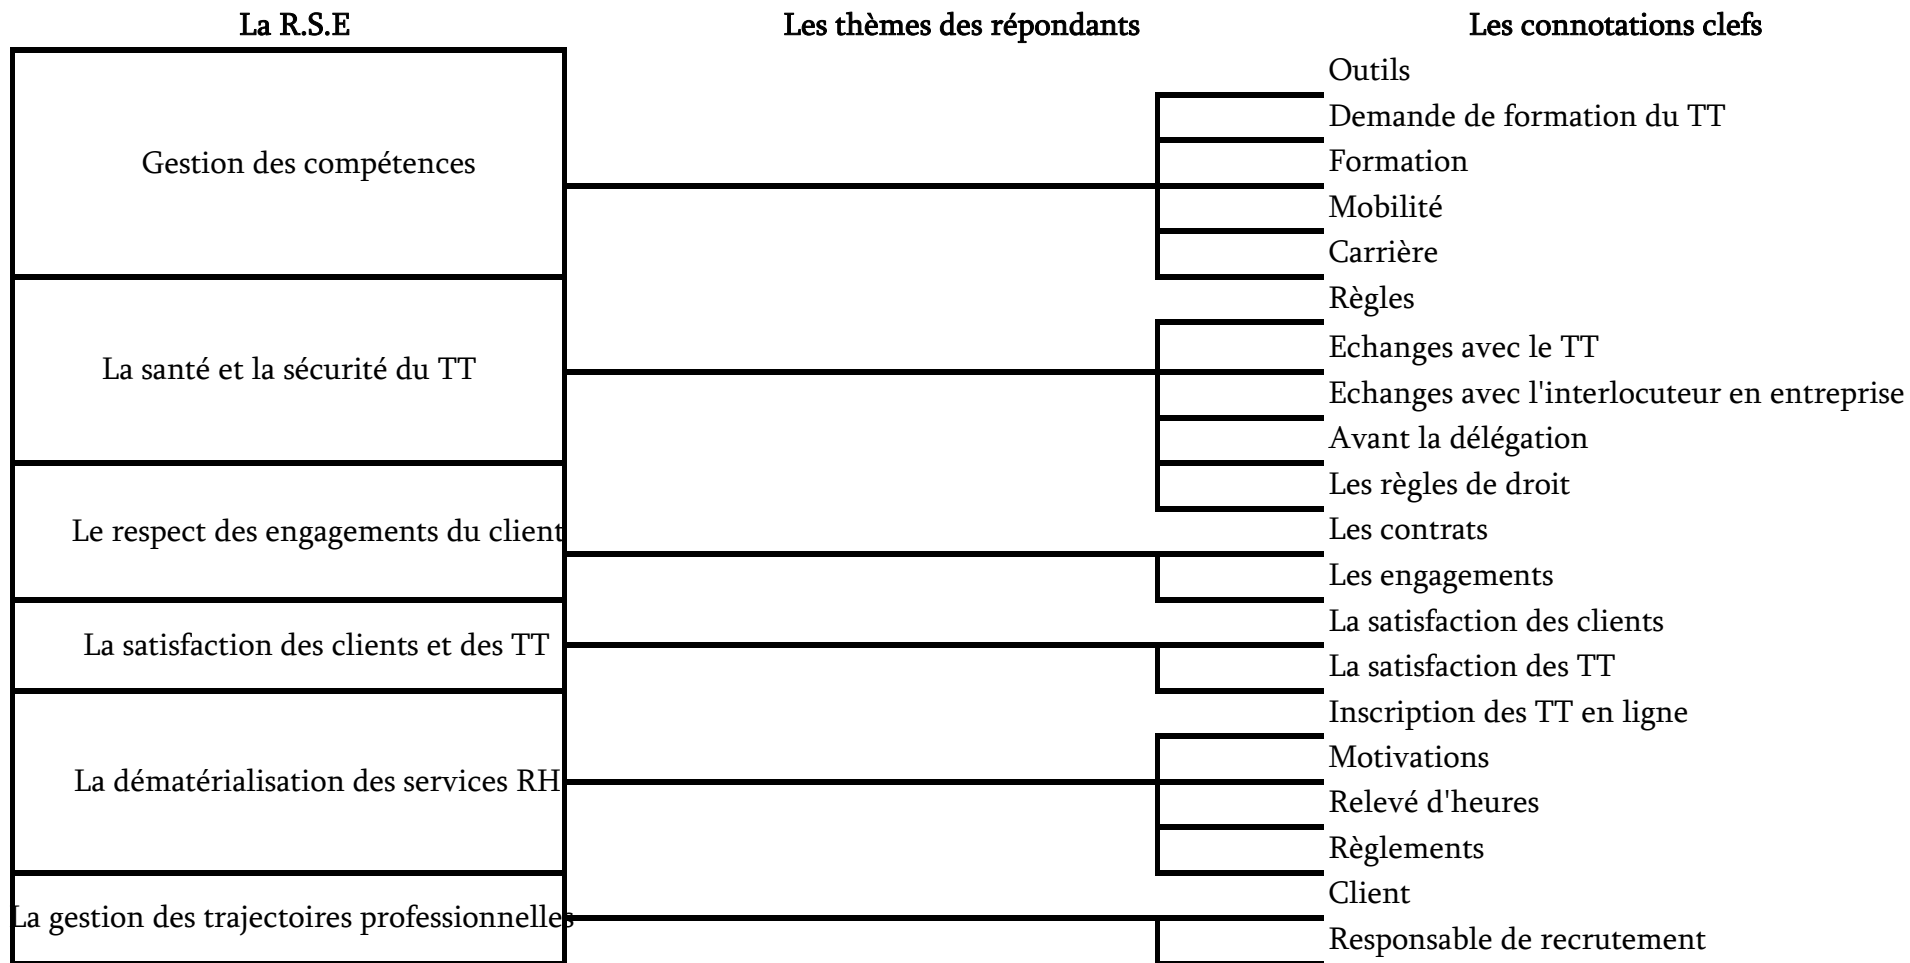 La R.S.E
Les thèmes des répondants
Les connotations clefs
Gestion des compétences
Outils
Demande de formation du TT
Formation
Mobilité
Carrière
La santé et la sécurité du TT
Règles
Echanges avec le TT
Echanges avec l'interlocuteur en entreprise
Avant la délégation
Les règles de droit
Le respect des engagements du client
Les contrats
Les engagements
La satisfaction des clients et des TT
La satisfaction des clients
La satisfaction des TT
La dématérialisation des services RH
Inscription des TT en ligne
Motivations
Relevé d'heures
Règlements
La gestion des trajectoires professionnelles
Client
Responsable de recrutement